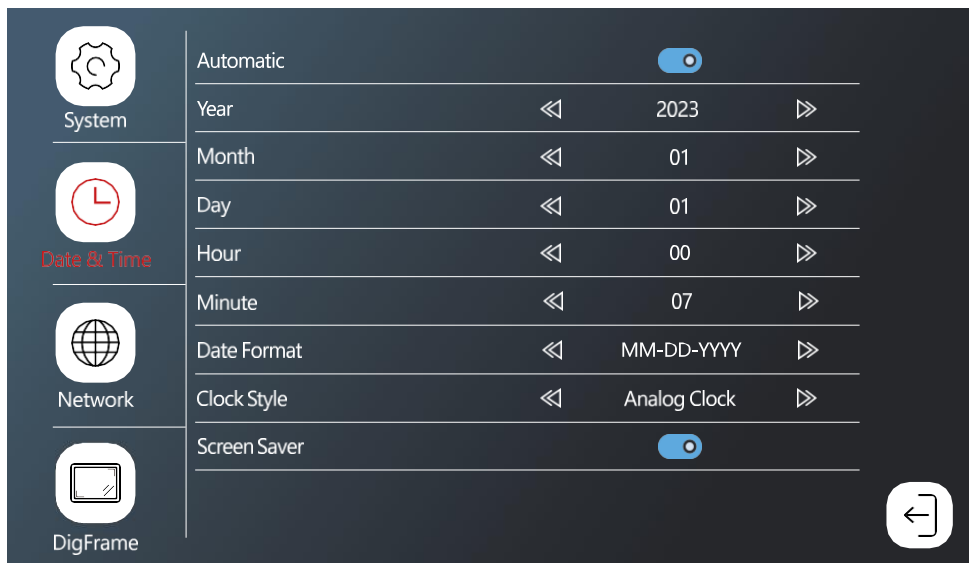 System
Date & Time
Network
DigFrame
Automatic
Year 2023
Month 01
Day 01
Hour 00
Minute 07
Date Format MM-DD-YYYY
Clock Style Analog Clock
Screen Saver